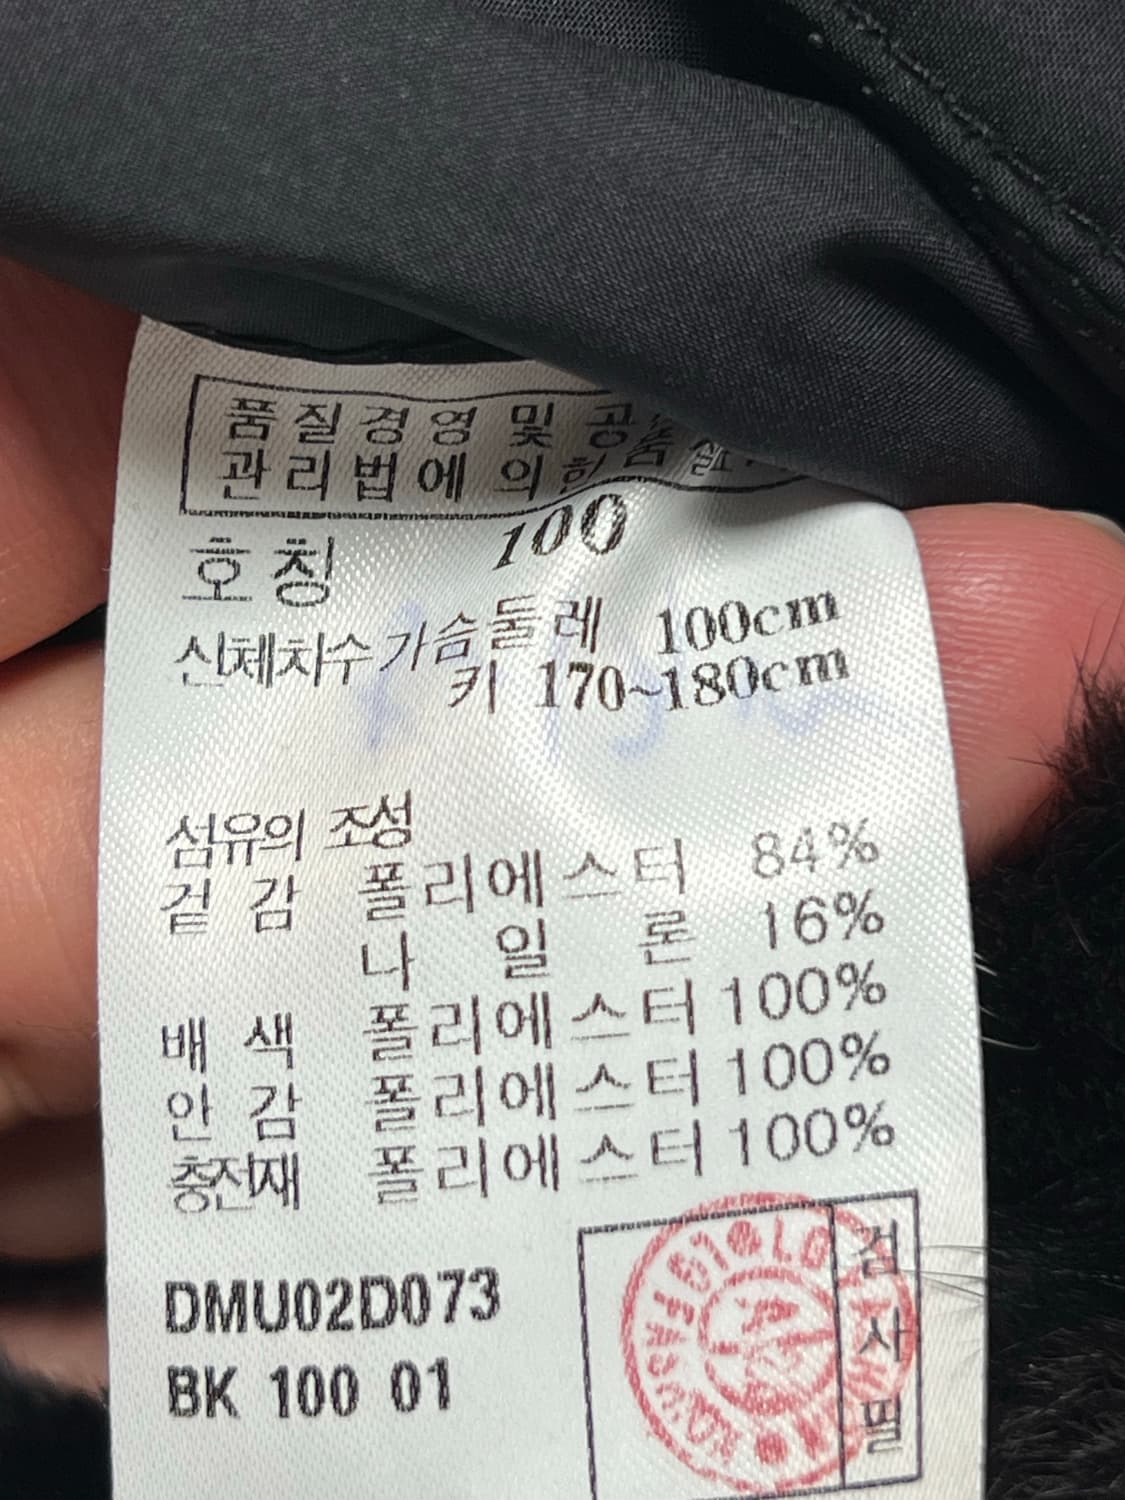 품질경영 및 공
관리법에 의한
호칭 100
신체치수 가슴둘레 100cm
키 170~180cm
섬유의 조성
겉감 폴리에스터 84%
나일론 16%
배색 폴리에스터 100%
안감 폴리에스터 100%
충전재 폴리에스터 100%
DMU02D073
BK 100 01
검사필